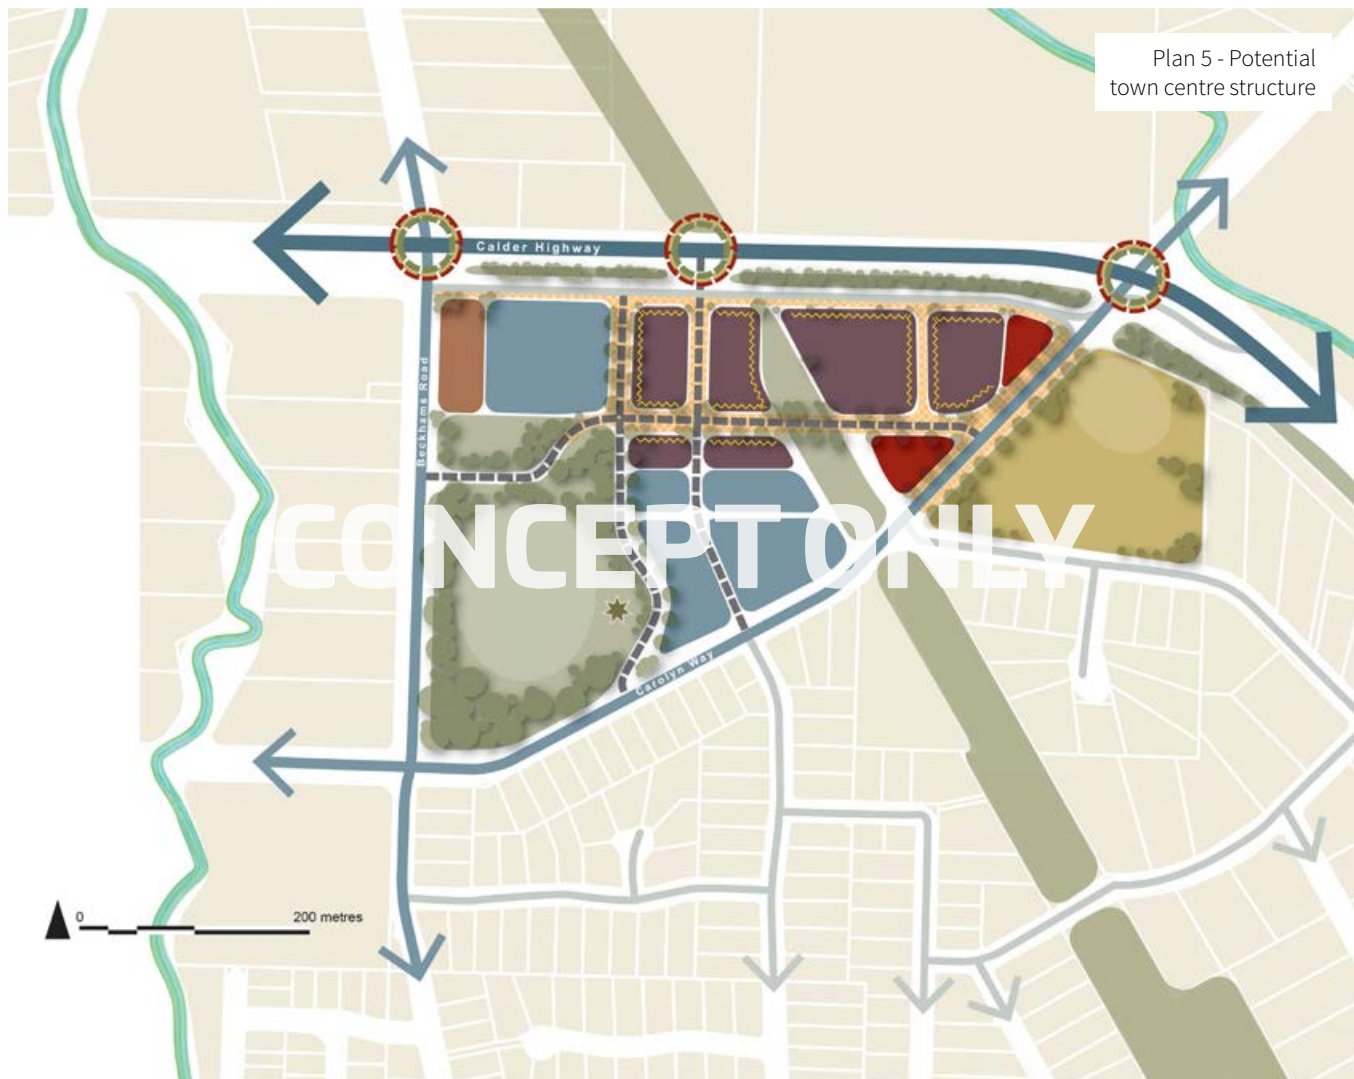 Plan 5 - Potential
town centre structure
Calder Highway
Beckhams Road
CONCEPT ONLY
Carolyn Way
0
200 metres